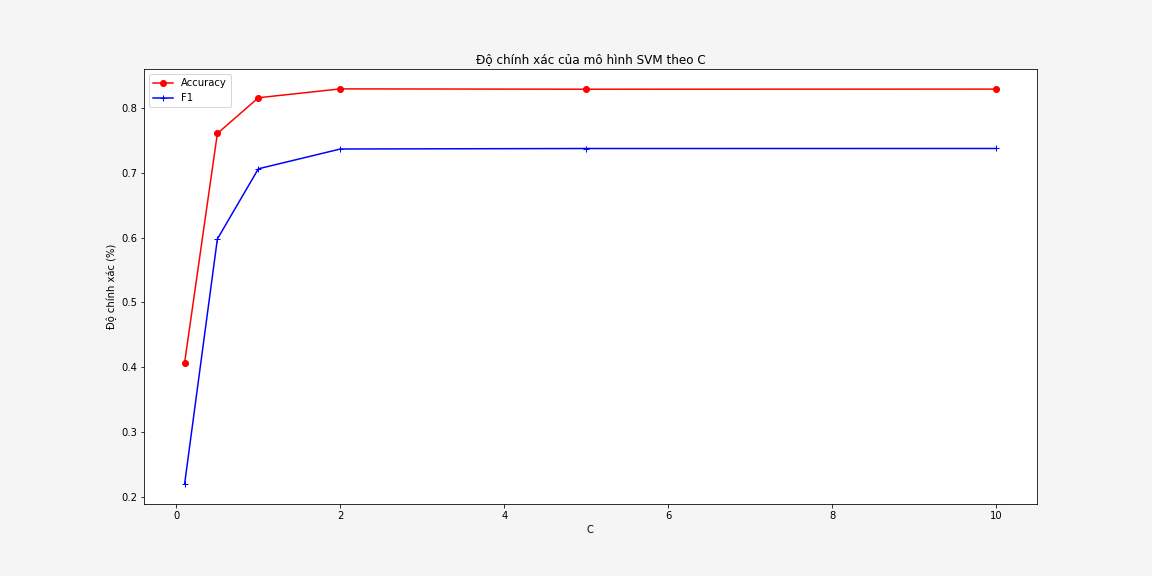 Độ chính xác của mô hình SVM theo C
Accuracy
F1
Độ chính xác (%)
0.8
0.7
0.6
0.5
0.4
0.3
0.2
0 2 4 6 8 10
C